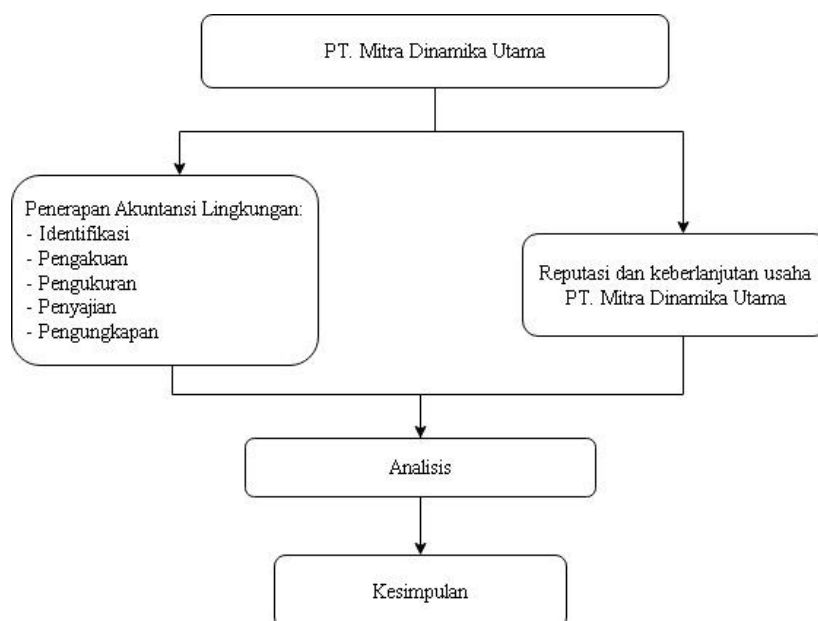 PT. Mitra Dinamika Utama
Penerapan Akuntansi Lingkungan:
- Identifikasi
- Pengakuan
- Pengukuran
- Penyajian
- Pengungkapan
Reputasi dan keberlanjutan usaha
PT. Mitra Dinamika Utama
Analisis
Kesimpulan